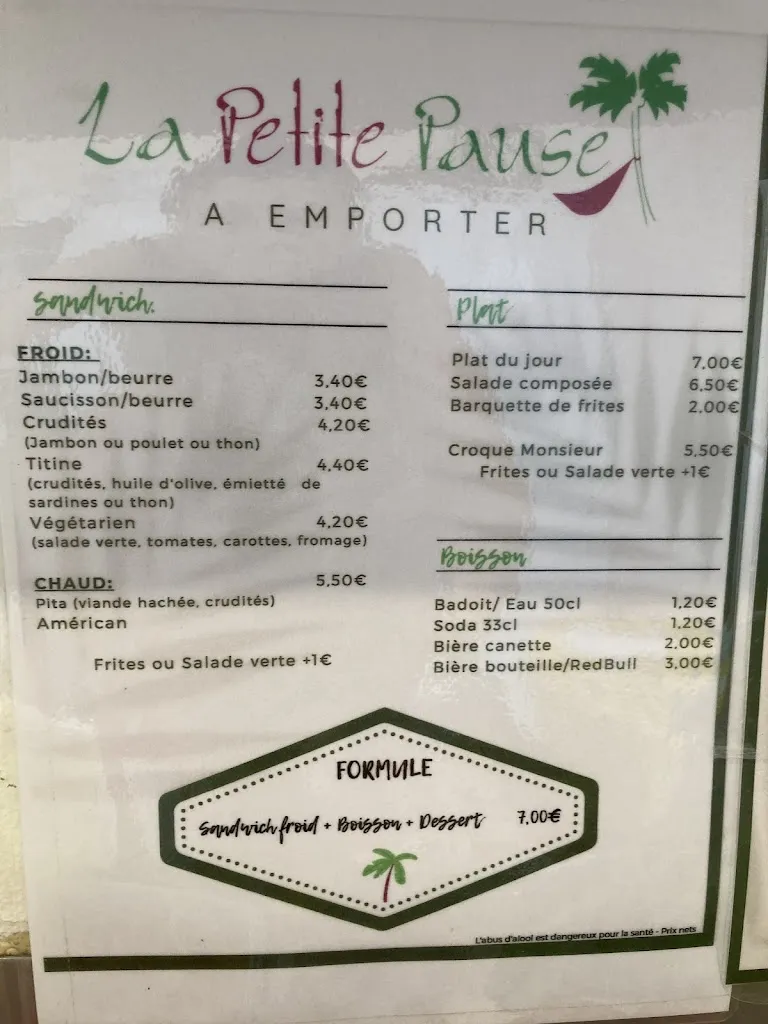 La Petite Pause
A EMPORTER
Sandwich.
FROID:
Jambon/beurre 3,40€
Saucisson/beurre 3,40€
Crudités 4,20€
(Jambon ou poulet ou thon)
Titine 4,40€
(crudités, huile d'olive, émietté de
sardines ou thon)
Végétarien 4,20€
(salade verte, tomates, carottes, fromage)
CHAUD: 5,50€
Pita (viande hachée, crudités)
Américan
Frites ou Salade verte +1€
Plat
Plat du jour 7,00€
Salade composée 6,50€
Barquette de frites 2,00€
Croque Monsieur 5,50€
Frites ou Salade verte +1€
Boisson
Badoit/ Eau 50cl 1,20€
Soda 33cl 1,20€
Bière canette 2,00€
Bière bouteille/RedBull 3,00€
FORMULE
Sandwich froid + Boisson + Dessert 7,00€
L'abus d'alool est dangereux pour la santé - Prix nets